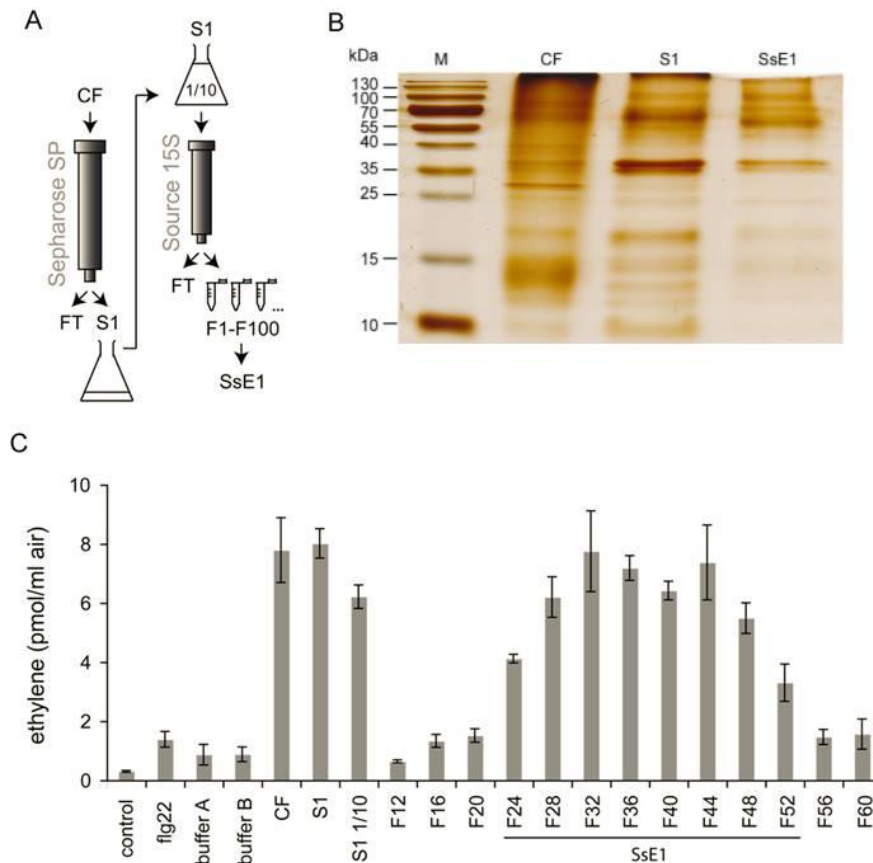 A
S1
1/10
CF
Sepharose SP
Source 15S
FT
S1
FT
...
F1-F100
SsE1
B
kDa
M
CF
S1
SsE1
130
100
70
55
40
35
25
15
10
C
ethylene (pmol/ml air)
10
8
6
4
2
0
control
flg22
buffer A
buffer B
CF
S1
S1 1/10
F12
F16
F20
F24
F28
F32
F36
F40
F44
F48
F52
F56
F60
SsE1